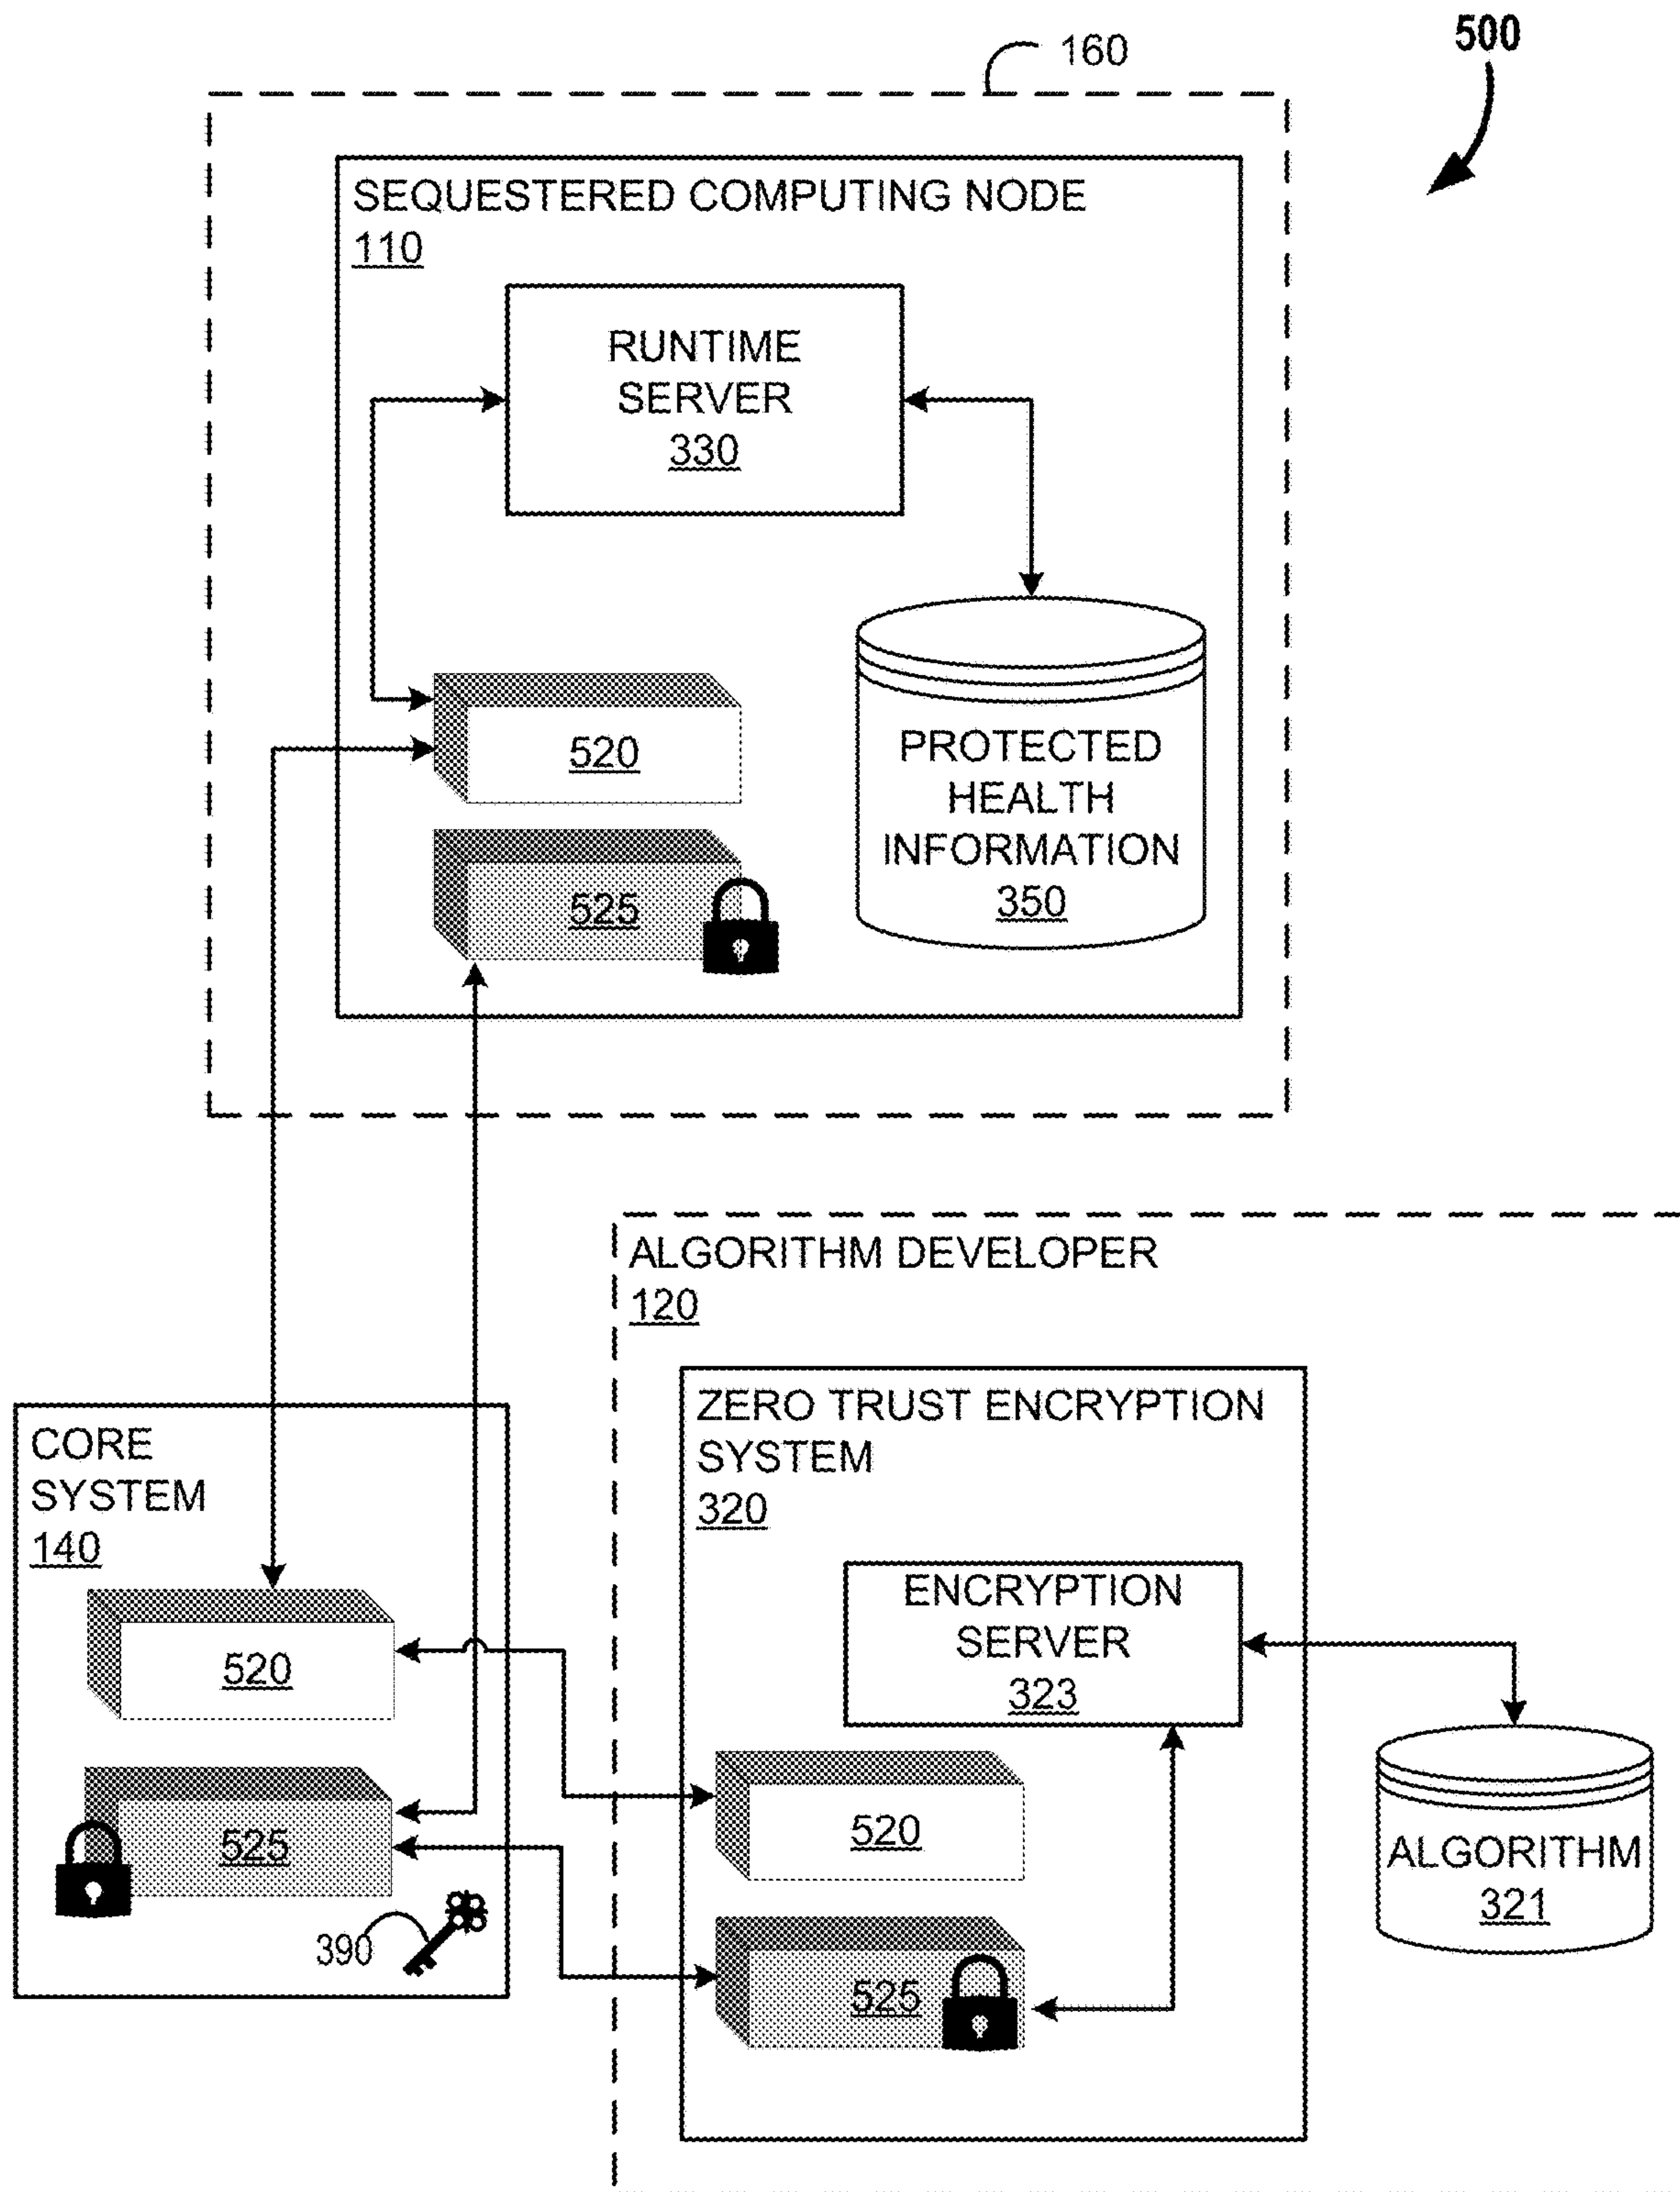 500
160
SEQUESTERED COMPUTING NODE
110
RUNTIME
SERVER
330
520
525
PROTECTED
HEALTH
INFORMATION
350
ALGORITHM DEVELOPER
120
CORE
SYSTEM
140
520
525
390
ZERO TRUST ENCRYPTION
SYSTEM
320
ENCRYPTION
SERVER
323
520
525
ALGORITHM
321